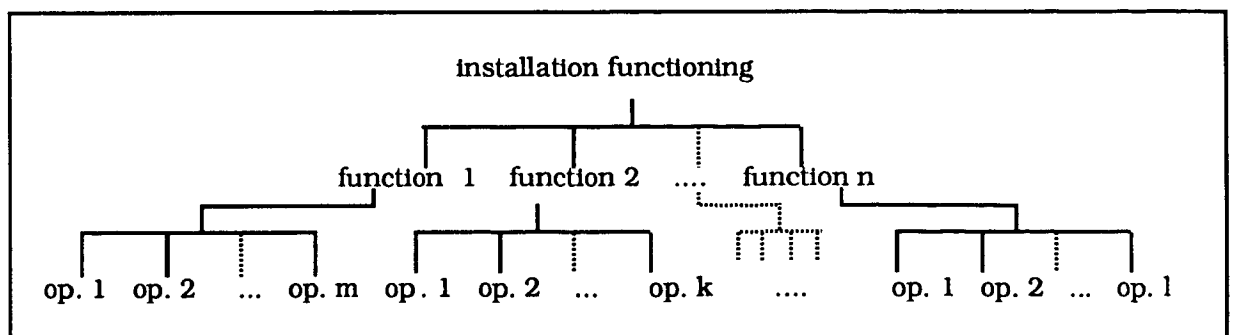 installation functioning
function 1 function 2 .... function n
op. 1 op. 2 ... op. m op. 1 op. 2 ... op. k .... op. 1 op. 2 ... op. l